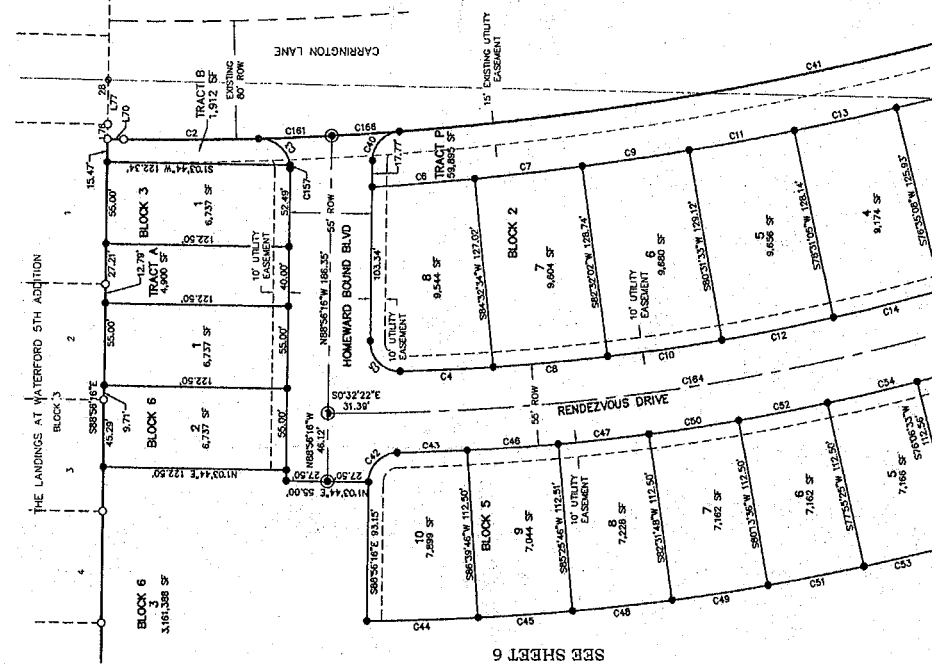 THE LANDINGS AT WATERFORD 5TH ADDITION
BLOCK 3
1
2
3
4
28
L77
L76
L70
C2
TRACT B
1,912 SF
EXISTING
80' ROW
CARRINGTON LANE
15' EXISTING UTILITY
EASEMENT
C41
15.47'
55.00'
27.21'
12.79'
55.00'
S88°56'16"E
45.29'
9.71'
S1°03'44"W 122.34'
BLOCK 3
1
6,737 SF
122.50'
TRACT A
4,900 SF
122.50'
1
6,737 SF
122.50'
BLOCK 6
2
6,737 SF
N1°03'44"E 122.50'
10' UTILITY
EASEMENT
C3
C161
C168
C157
52.49'
40.00'
55.00'
55.00'
55' ROW
N88°56'16"W 186.35'
HOMEWARD BOUND BLVD
S0°32'22"E
31.39'
N88°56'16"W
46.12'
27.50'
27.50'
N1°03'44"E 55.00'
BLOCK 6
3
3,161,388 SF
C40
17.77'
TRACT P
59,895 SF
103.34'
10' UTILITY
EASEMENT
C6
C7
C9
C11
C13
8
9,544 SF
S84°32'34"W 127.02'
BLOCK 2
7
9,604 SF
S82°32'02"W 128.74'
6
9,680 SF
10' UTILITY
EASEMENT
S80°31'33"W 129.12'
5
9,656 SF
S78°31'05"W 128.14'
4
9,174 SF
S76°35'08"W 125.93'
C4
C8
C10
C12
C14
55' ROW
RENDEZVOUS DRIVE
C164
C42
C43
C46
C47
C50
C52
C54
S88°56'16"E 93.15'
10
7,899 SF
S86°39'46"W 112.50'
BLOCK 5
9
7,044 SF
S85°25'46"W 112.51'
10' UTILITY
EASEMENT
8
7,228 SF
S82°31'48"W 112.50'
7
7,162 SF
S80°13'36"W 112.50'
6
7,162 SF
S77°55'25"W 112.50'
5
7,166 SF
S76°06'33"W
112.56'
C44
C45
C48
C49
C51
C53
SEE SHEET 6